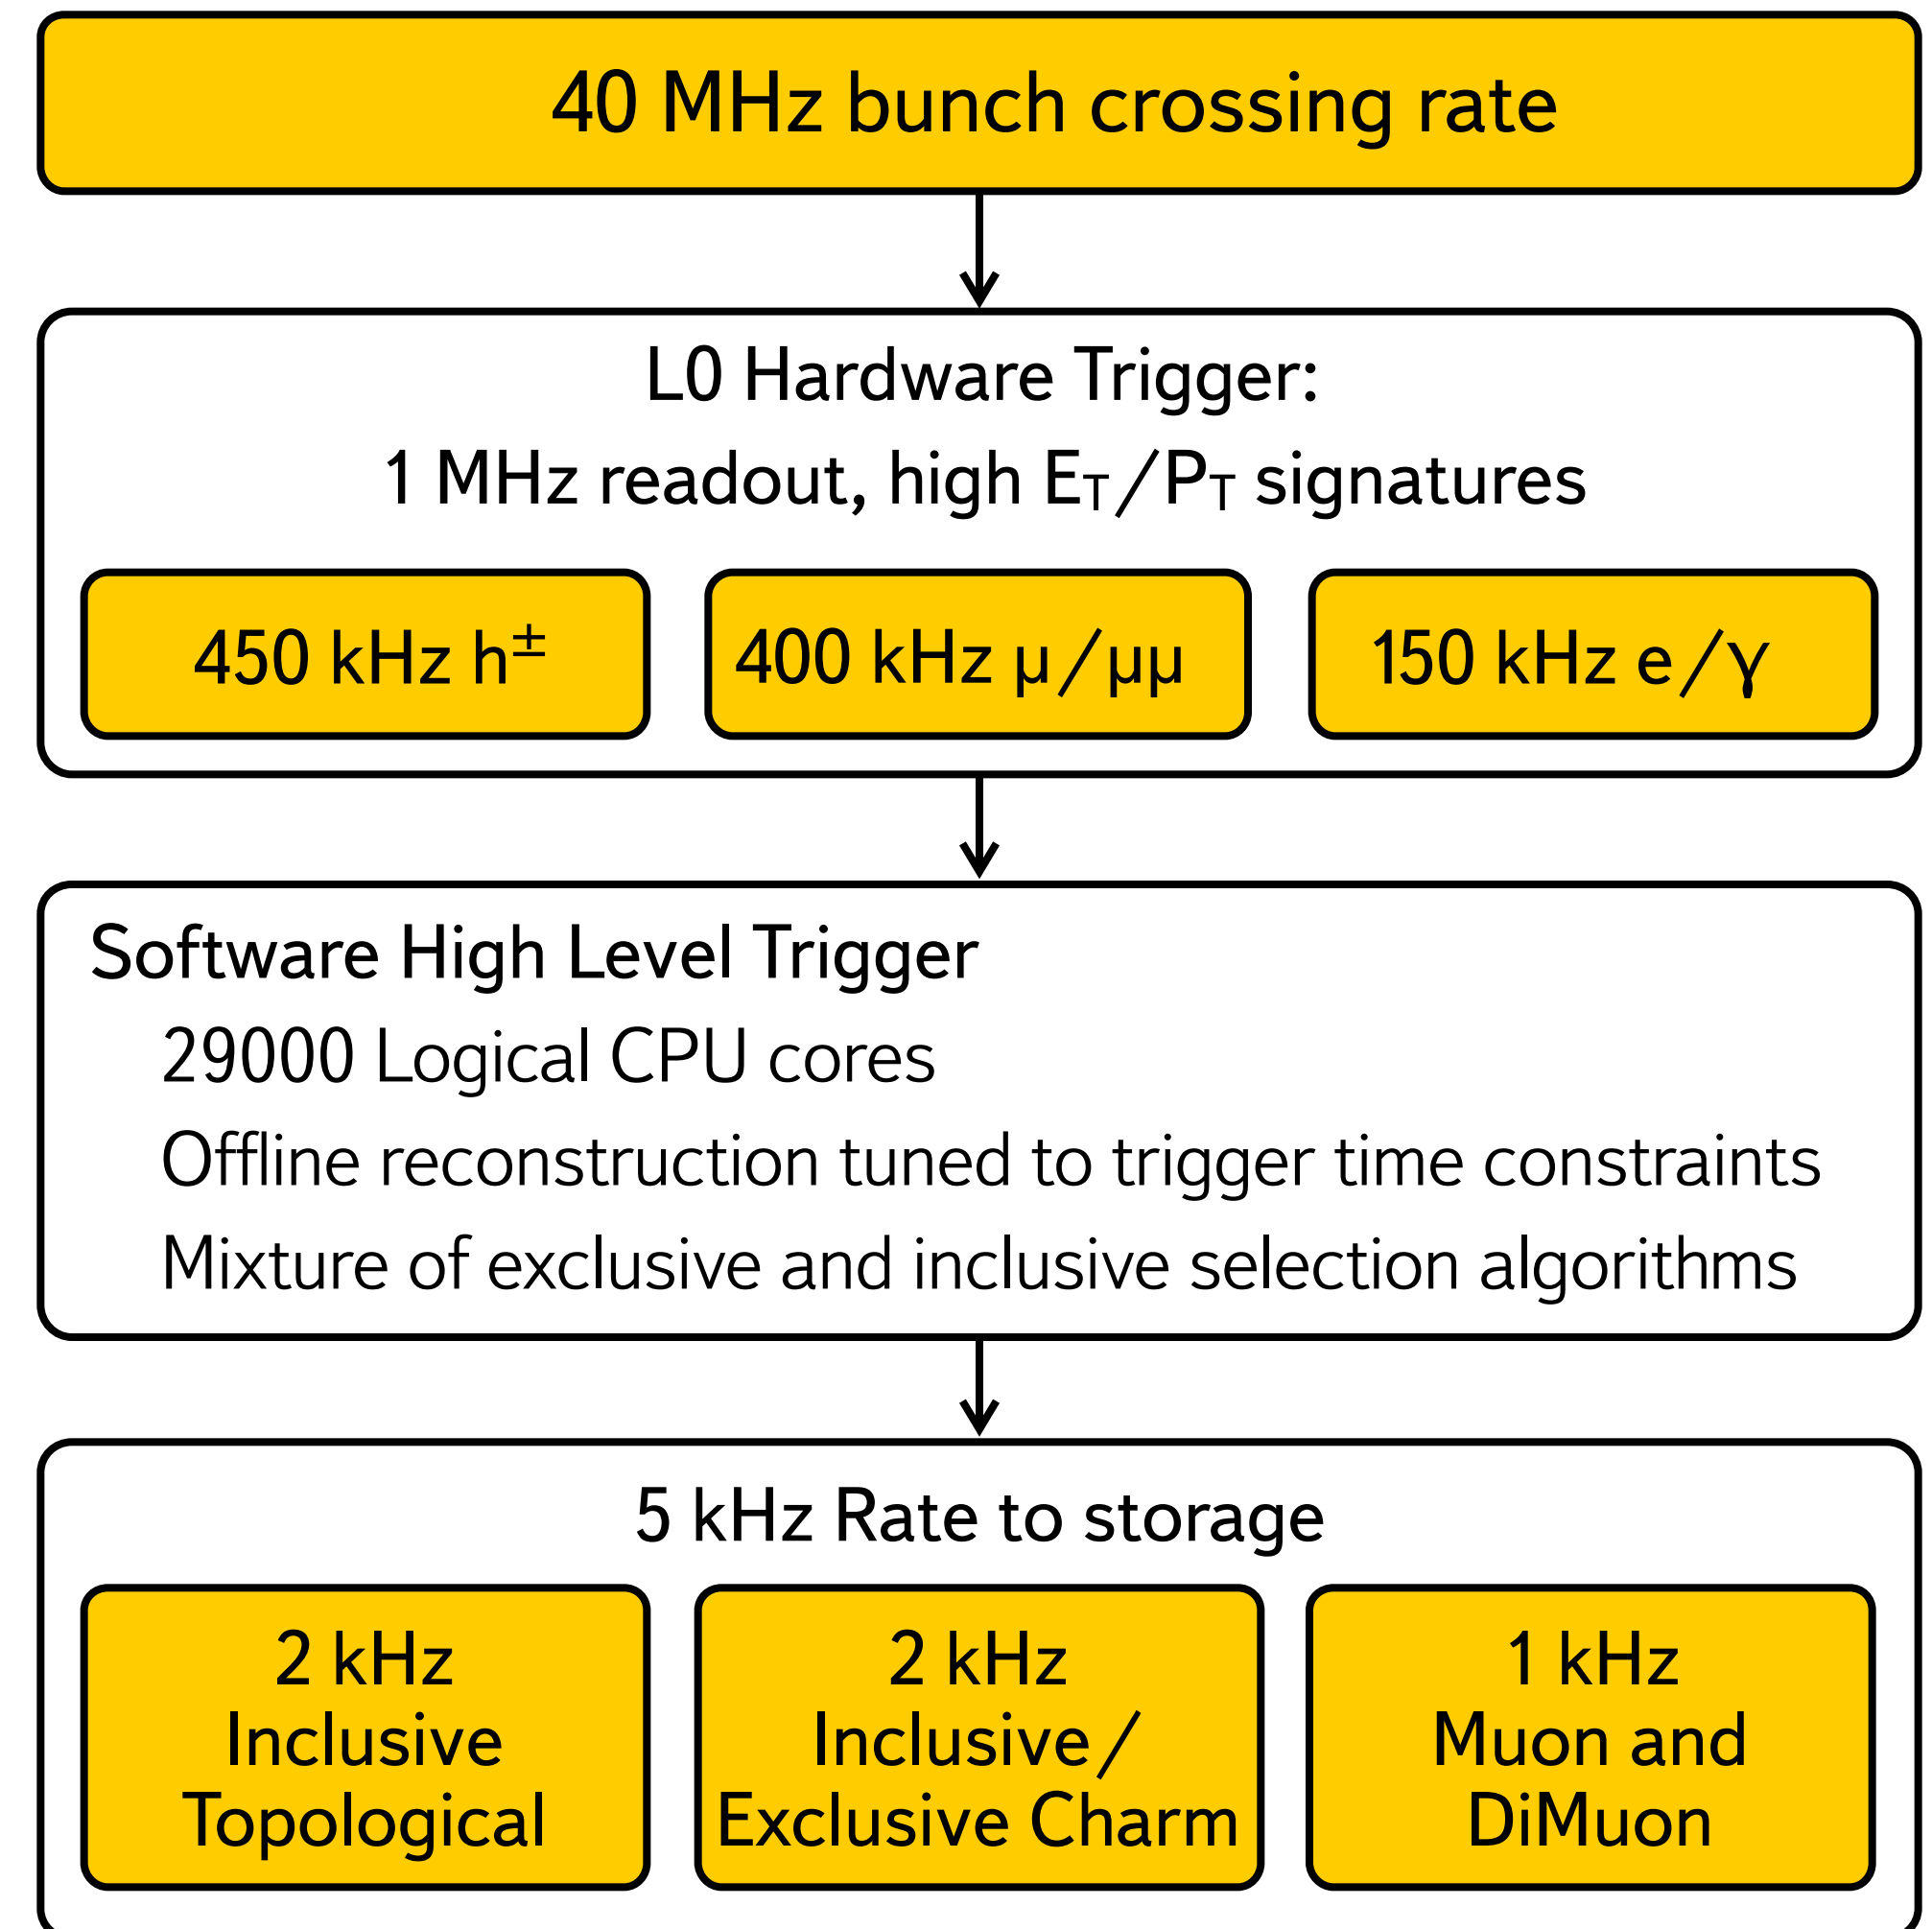 40 MHz bunch crossing rate
L0 Hardware Trigger:
1 MHz readout, high E_T/P_T signatures
450 kHz h±
400 kHz μ/μμ
150 kHz e/γ
Software High Level Trigger
29000 Logical CPU cores
Offline reconstruction tuned to trigger time constraints
Mixture of exclusive and inclusive selection algorithms
5 kHz Rate to storage
2 kHz
Inclusive
Topological
2 kHz
Inclusive/
Exclusive Charm
1 kHz
Muon and
DiMuon